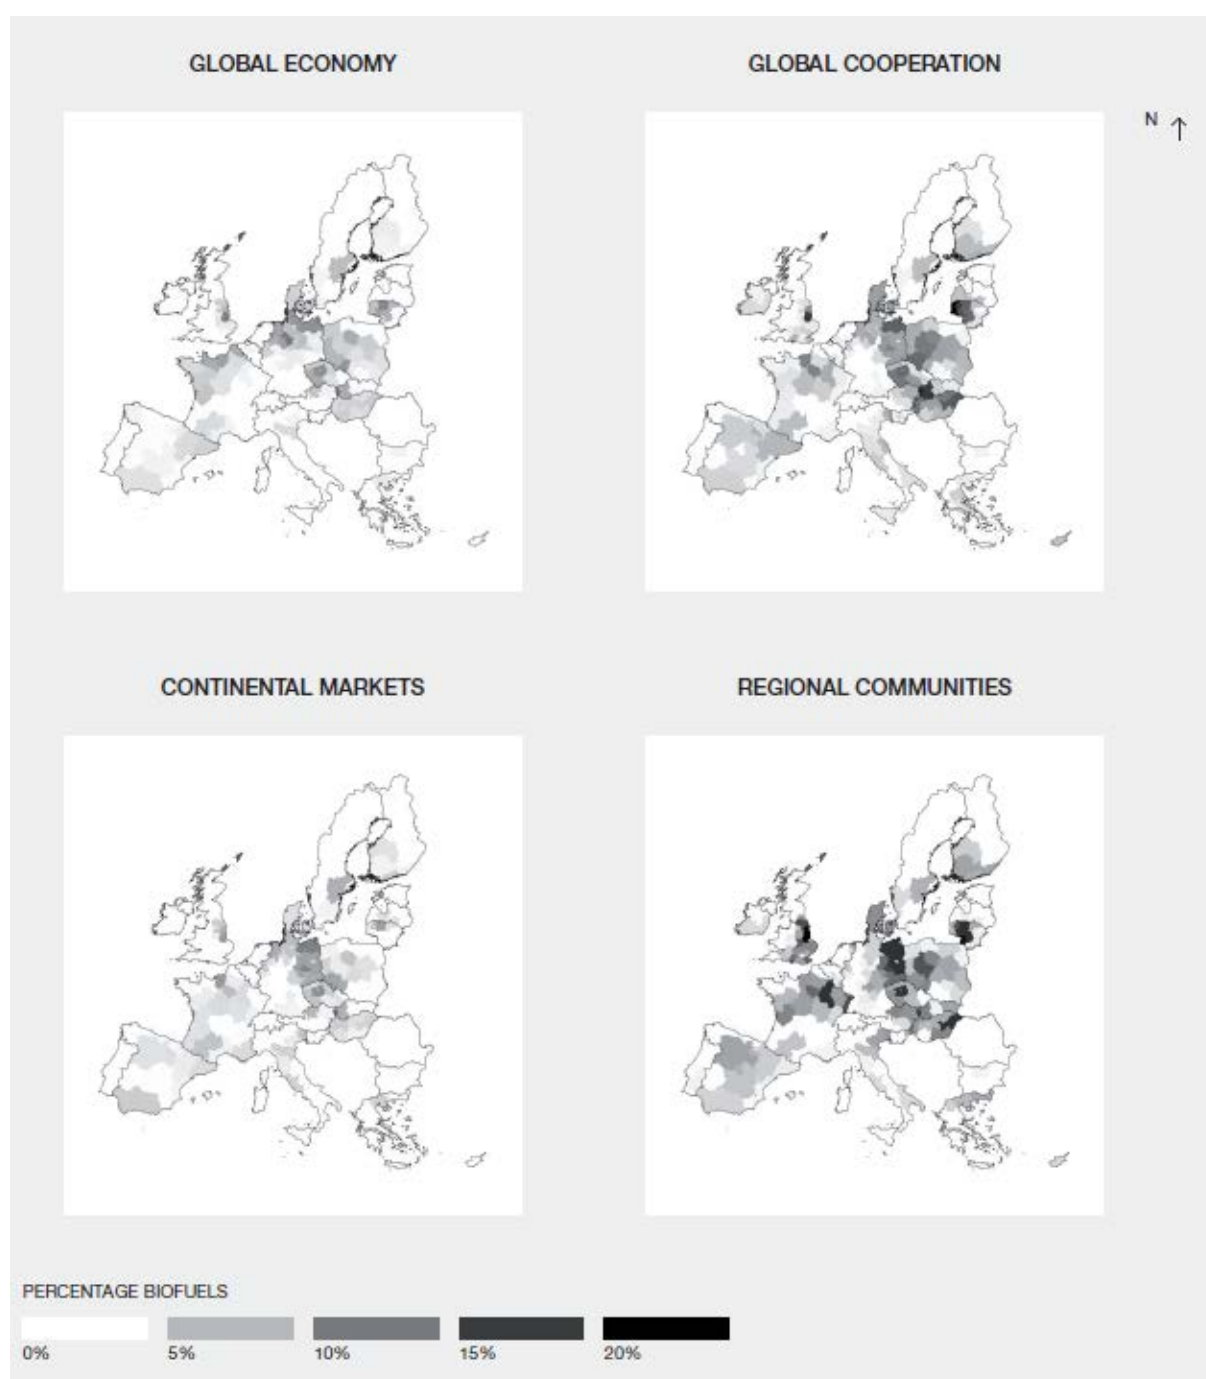 GLOBAL ECONOMY
GLOBAL COOPERATION
N
CONTINENTAL MARKETS
REGIONAL COMMUNITIES
PERCENTAGE BIOFUELS
0%
5%
10%
15%
20%